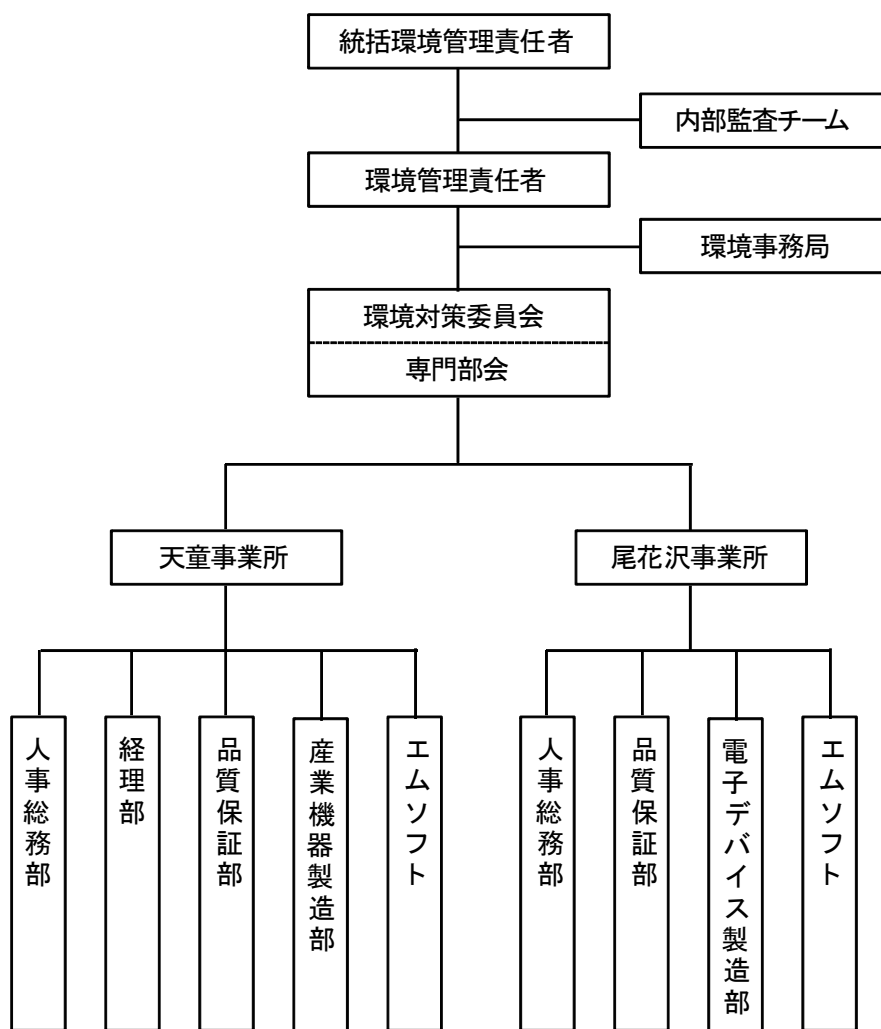 統括環境管理責任者
内部監査チーム
環境管理責任者
環境事務局
環境対策委員会
専門部会
天童事業所
尾花沢事業所
人事総務部
経理部
品質保証部
産業機器製造部
エムソフト
人事総務部
品質保証部
電子デバイス製造部
エムソフト